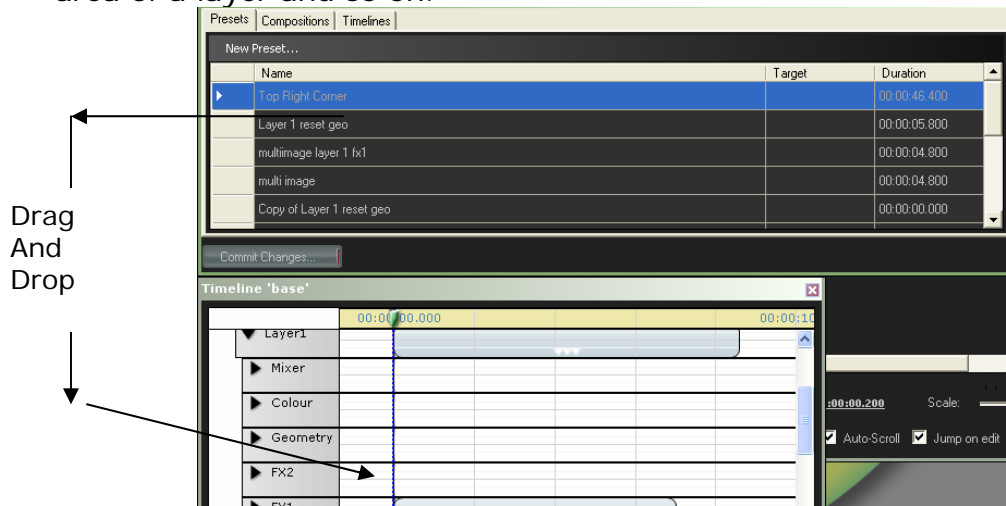 area of a layer and so on.
Presets Compositions Timelines
New Preset...
Name Target Duration
Top Right Corner 00:00:46.400
Layer 1 reset geo 00:00:05.800
multiimage layer 1 fx1 00:00:04.800
multi image 00:00:04.800
Copy of Layer 1 reset geo 00:00:00.000
Drag
And
Drop
Commit Changes...
Timeline 'base'
00:00:00.000 00:00:10
Layer1
Mixer
Colour
:00:00.200 Scale:
Geometry
Auto-Scroll Jump on edit
FX2
FX1